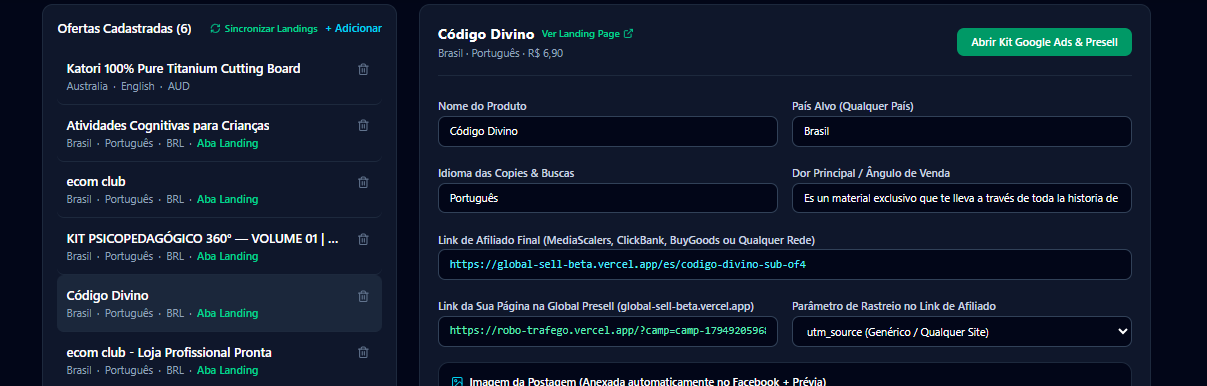 Ofertas Cadastradas (6)
Sincronizar Landings
+ Adicionar
Katori 100% Pure Titanium Cutting Board
Australia · English · AUD
Atividades Cognitivas para Crianças
Brasil · Português · BRL · Aba Landing
ecom club
Brasil · Português · BRL · Aba Landing
KIT PSICOPEDAGÓGICO 360° — VOLUME 01 | ...
Brasil · Português · BRL · Aba Landing
Código Divino
Brasil · Português · BRL · Aba Landing
ecom club - Loja Profissional Pronta
Brasil · Português · BRL · Aba Landing
Código Divino Ver Landing Page
Brasil · Português · R$ 6,90
Abrir Kit Google Ads & Presell
Nome do Produto
Código Divino
País Alvo (Qualquer País)
Brasil
Idioma das Copies & Buscas
Português
Dor Principal / Ângulo de Venda
Es un material exclusivo que te lleva a través de toda la historia de
Link de Afiliado Final (MediaScalers, ClickBank, BuyGoods ou Qualquer Rede)
https://global-sell-beta.vercel.app/es/codigo-divino-sub-of4
Link da Sua Página na Global Presell (global-sell-beta.vercel.app)
https://robo-trafego.vercel.app/?camp=camp-1794920596
Parâmetro de Rastreio no Link de Afiliado
utm_source (Genérico / Qualquer Site)
Imagem da Postagem (Anexada automaticamente no Facebook + Prévia)